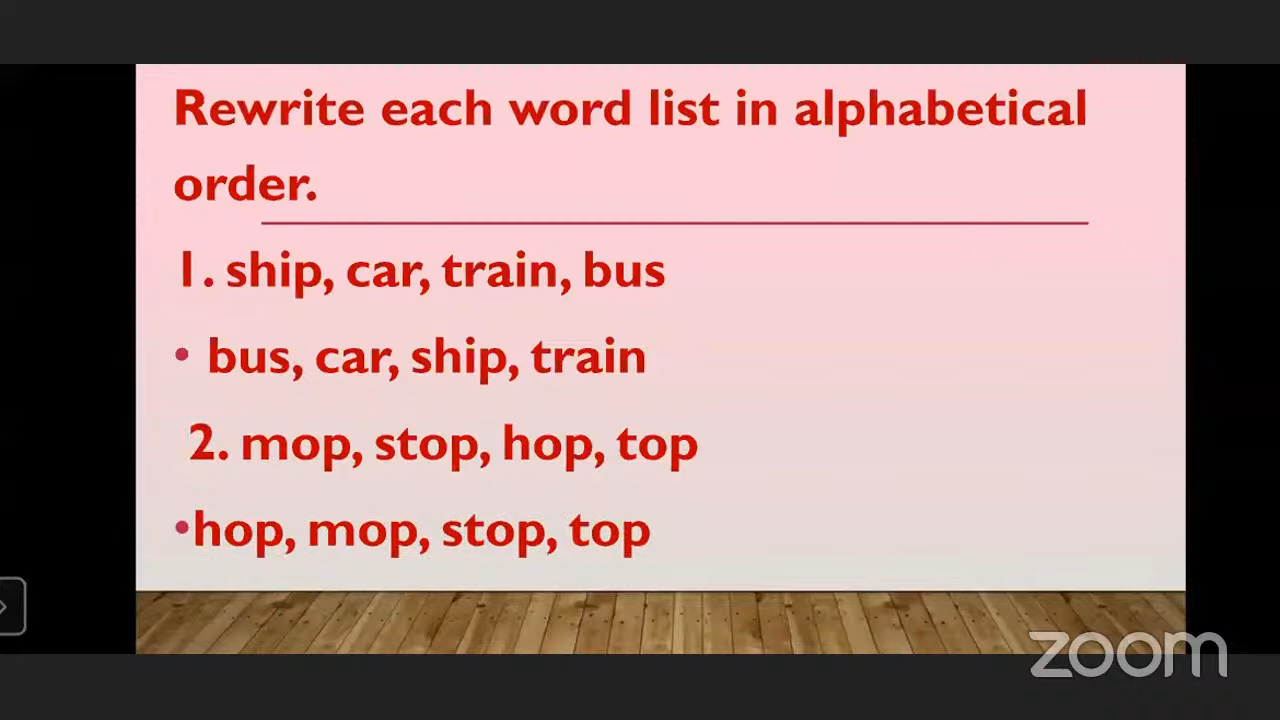 Rewrite each word list in alphabetical
order.
1. ship, car, train, bus
• bus, car, ship, train
2. mop, stop, hop, top
•hop, mop, stop, top
zoom